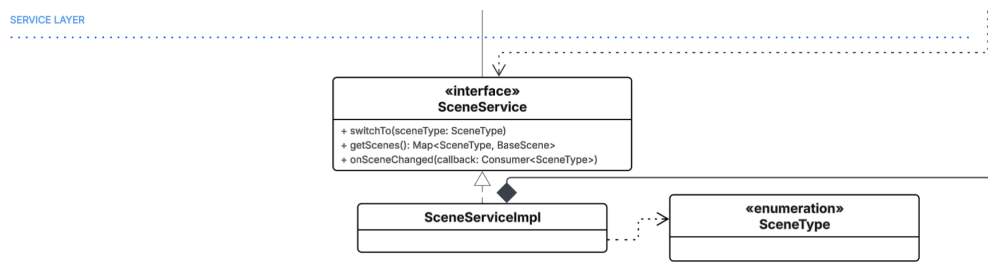 SERVICE LAYER
«interface»
SceneService
+ switchTo(sceneType: SceneType)
+ getScenes(): Map<SceneType, BaseScene>
+ onSceneChanged(callback: Consumer<SceneType>)
SceneServiceImpl
«enumeration»
SceneType